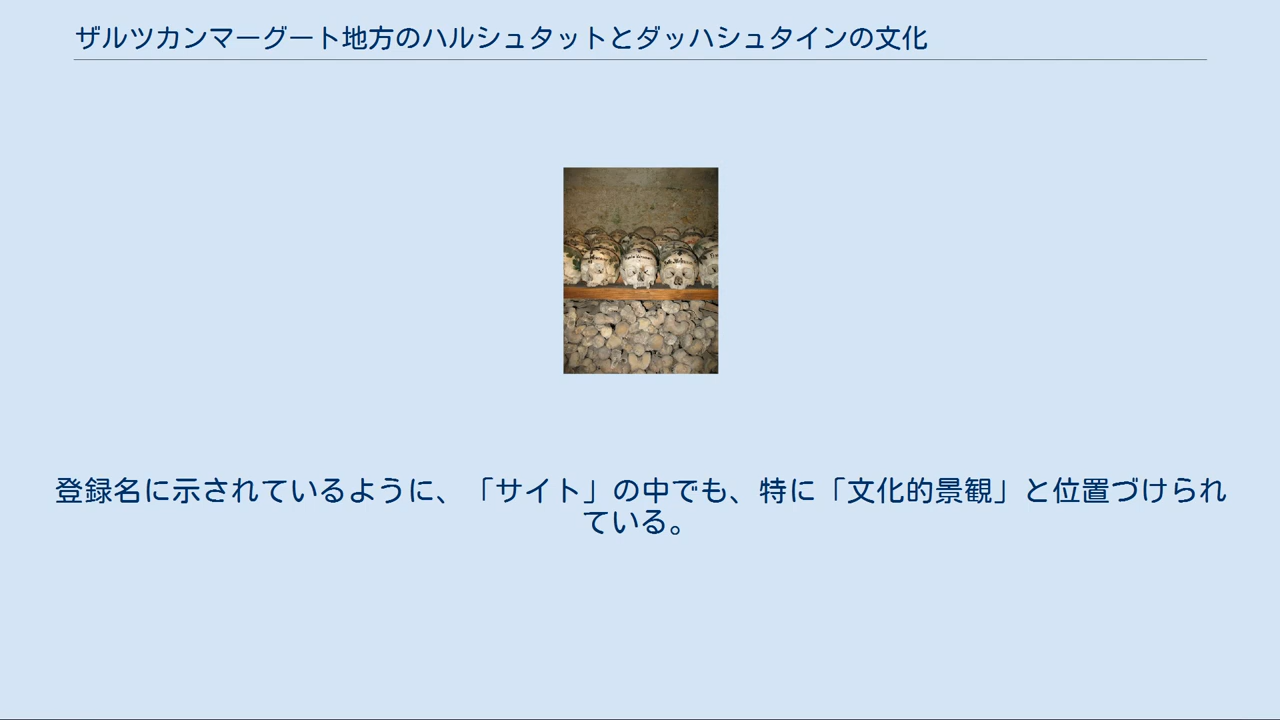 ザルツカンマーグート地方のハルシュタットとダッハシュタインの文化
登録名に示されているように、「サイト」の中でも、特に「文化的景観」と位置づけられ
ている。